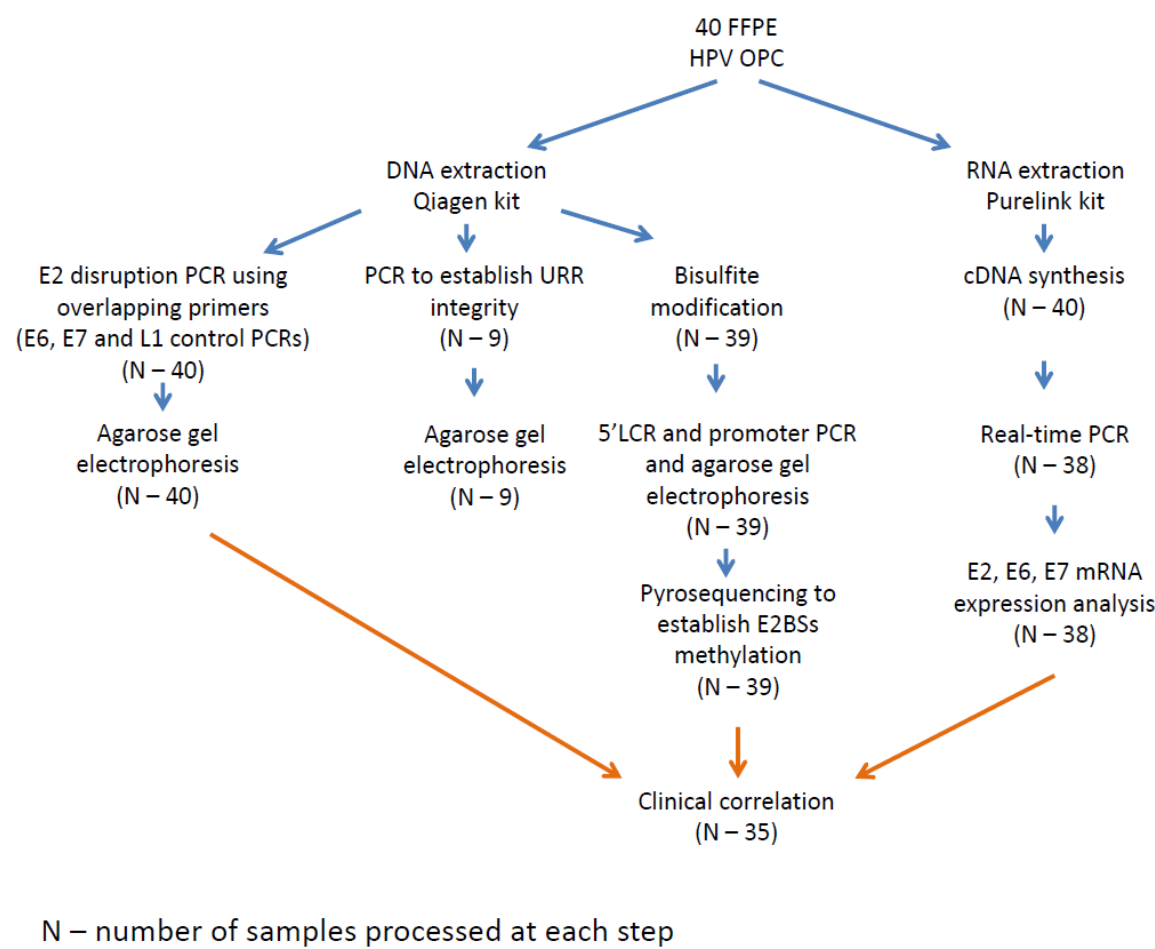 40 FFPE
HPV OPC
DNA extraction
Qiagen kit
RNA extraction
Purelink kit
E2 disruption PCR using
overlapping primers
(E6, E7 and L1 control PCRs)
(N – 40)
PCR to establish URR
integrity
(N – 9)
Bisulfite
modification
(N – 39)
cDNA synthesis
(N – 40)
Agarose gel
electrophoresis
(N – 40)
Agarose gel
electrophoresis
(N – 9)
5’LCR and promoter PCR
and agarose gel
electrophoresis
(N – 39)
Real-time PCR
(N – 38)
Pyrosequencing to
establish E2BSs
methylation
(N – 39)
E2, E6, E7 mRNA
expression analysis
(N – 38)
Clinical correlation
(N – 35)
N – number of samples processed at each step